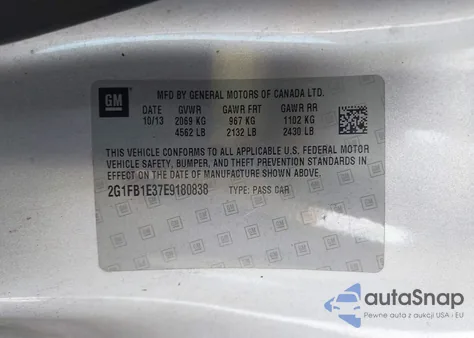 GM
MFD BY GENERAL MOTORS OF CANADA LTD.
DATE GVWR GAWR FRT GAWR RR
10/13 2069 KG 967 KG 1102 KG
4562 LB 2132 LB 2430 LB
THIS VEHICLE CONFORMS TO ALL APPLICABLE U.S. FEDERAL MOTOR
VEHICLE SAFETY, BUMPER, AND THEFT PREVENTION STANDARDS IN
EFFECT ON THE DATE OF MANUFACTURE SHOWN ABOVE.
2G1FB1E37E9180838 TYPE: PASS CAR
autoSnap
Pewne auta z USA i EU